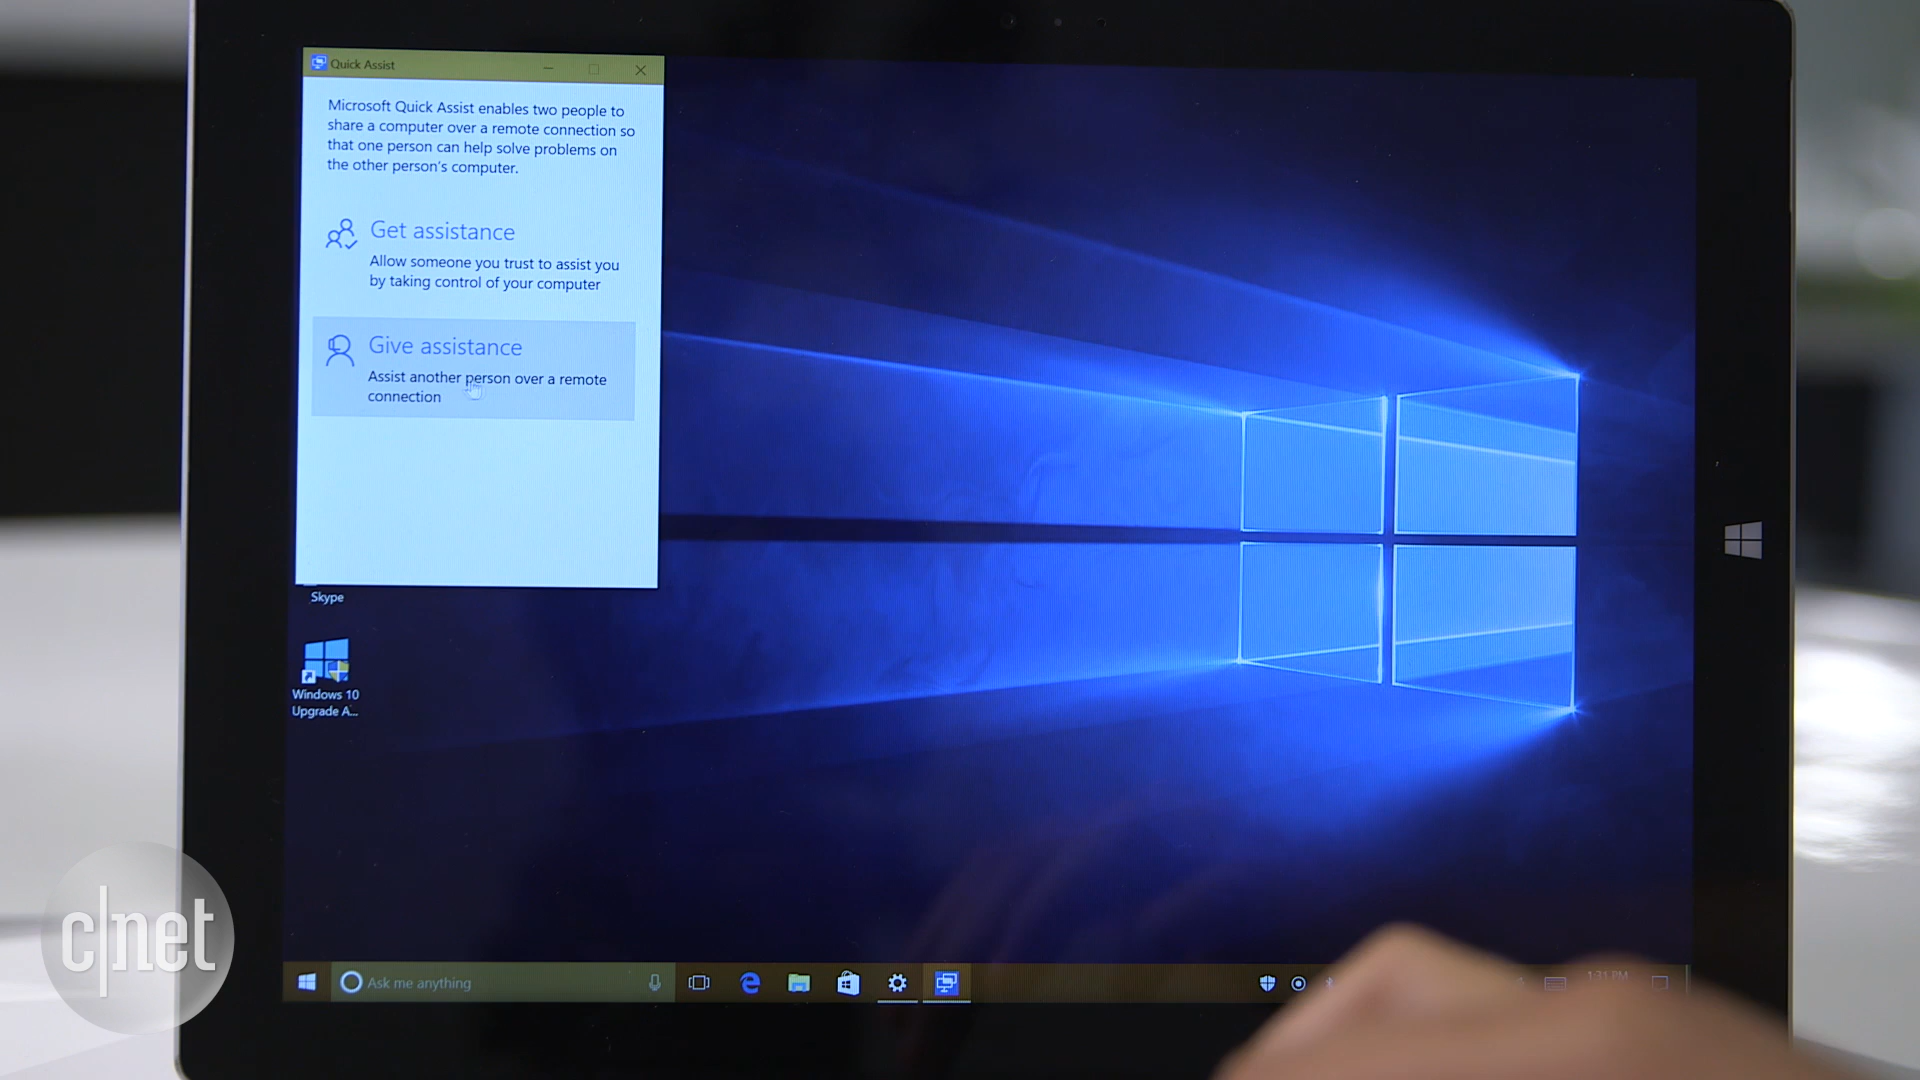 Quick Assist
Microsoft Quick Assist enables two people to
share a computer over a remote connection so
that one person can help solve problems on
the other person's computer.
Get assistance
Allow someone you trust to assist you
by taking control of your computer
Give assistance
Assist another person over a remote
connection
Skype
Windows 10
Upgrade A...
Ask me anything
1:31 PM
c|net